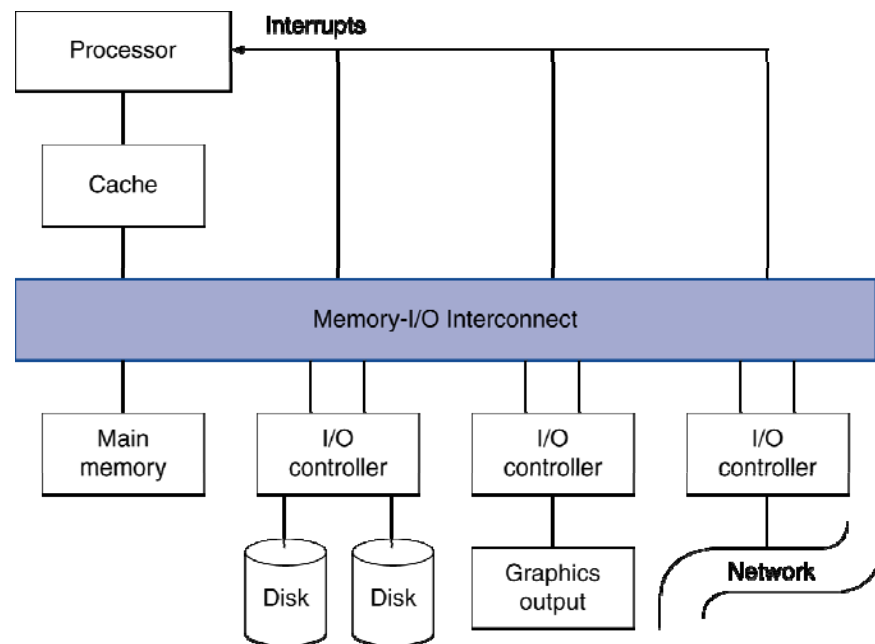 Interrupts
Processor
Cache
Memory-I/O Interconnect
Main
memory
I/O
controller
I/O
controller
I/O
controller
Disk
Disk
Graphics
output
Network